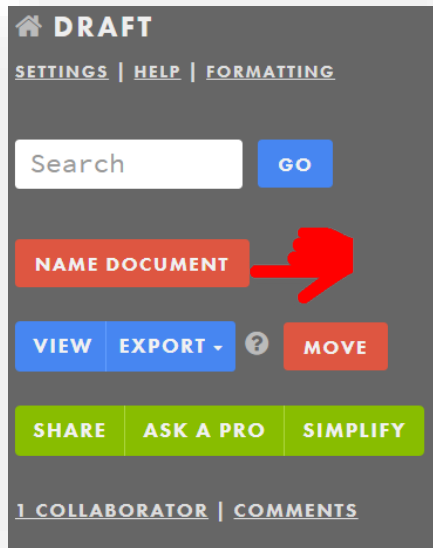 DRAFT
SETTINGS | HELP | FORMATTING
Search GO
NAME DOCUMENT
VIEW EXPORT ? MOVE
SHARE ASK A PRO SIMPLIFY
1 COLLABORATOR | COMMENTS